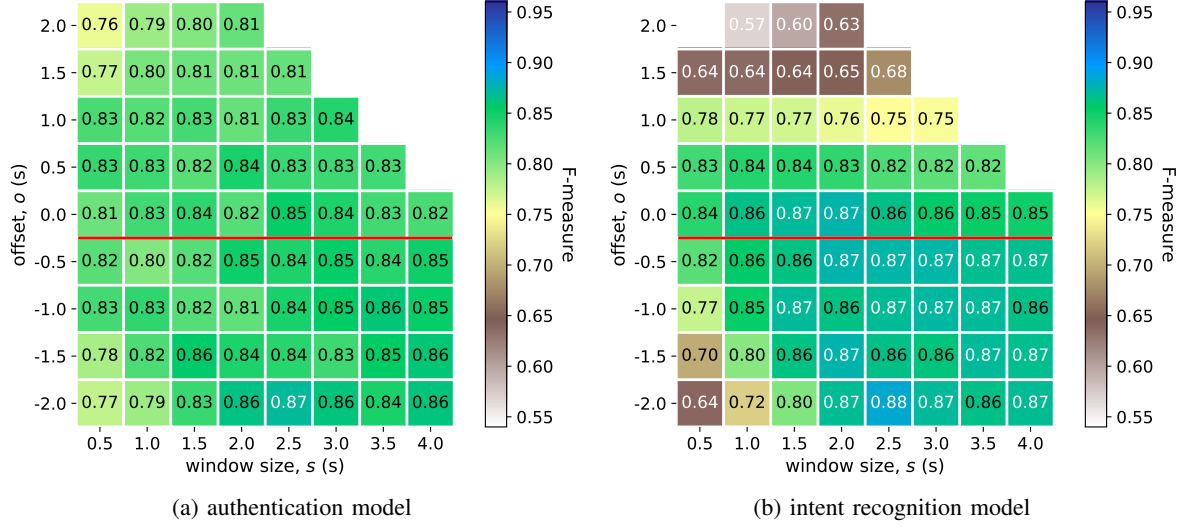 2.0 0.76 0.79 0.80 0.81
1.5 0.77 0.80 0.81 0.81 0.81
1.0 0.83 0.82 0.83 0.81 0.83 0.84
0.5 0.83 0.83 0.82 0.84 0.83 0.83 0.83
0.0 0.81 0.83 0.84 0.82 0.85 0.84 0.83 0.82
-0.5 0.82 0.80 0.82 0.85 0.84 0.85 0.84 0.85
-1.0 0.83 0.83 0.82 0.81 0.84 0.85 0.86 0.85
-1.5 0.78 0.82 0.86 0.84 0.84 0.83 0.85 0.86
-2.0 0.77 0.79 0.83 0.86 0.87 0.86 0.84 0.86
0.5 1.0 1.5 2.0 2.5 3.0 3.5 4.0
window size, s (s)
offset, o (s)
0.95
0.90
0.85
0.80
0.75
0.70
0.65
0.60
0.55
F-measure
(a) authentication model
2.0 0.57 0.60 0.63
1.5 0.64 0.64 0.64 0.65 0.68
1.0 0.78 0.77 0.77 0.76 0.75 0.75
0.5 0.83 0.84 0.84 0.83 0.82 0.82 0.82
0.0 0.84 0.86 0.87 0.87 0.86 0.86 0.85 0.85
-0.5 0.82 0.86 0.86 0.87 0.87 0.87 0.87 0.87
-1.0 0.77 0.85 0.87 0.86 0.87 0.87 0.87 0.86
-1.5 0.70 0.80 0.86 0.87 0.86 0.86 0.87 0.87
-2.0 0.64 0.72 0.80 0.87 0.88 0.87 0.86 0.87
0.5 1.0 1.5 2.0 2.5 3.0 3.5 4.0
window size, s (s)
offset, o (s)
0.95
0.90
0.85
0.80
0.75
0.70
0.65
0.60
0.55
F-measure
(b) intent recognition model